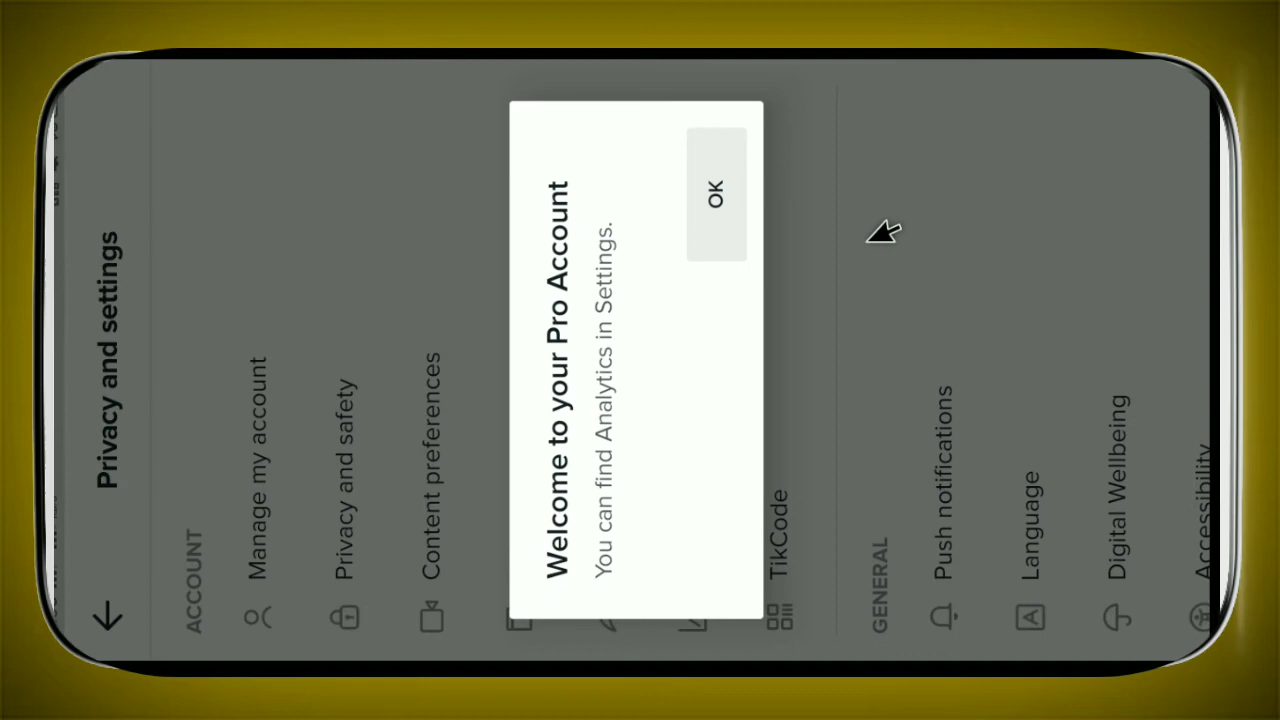 Privacy and settings
ACCOUNT
Manage my account
Privacy and safety
Content preferences
Welcome to your Pro Account
You can find Analytics in Settings.
OK
TikCode
GENERAL
Push notifications
Language
Digital Wellbeing
Accessibility